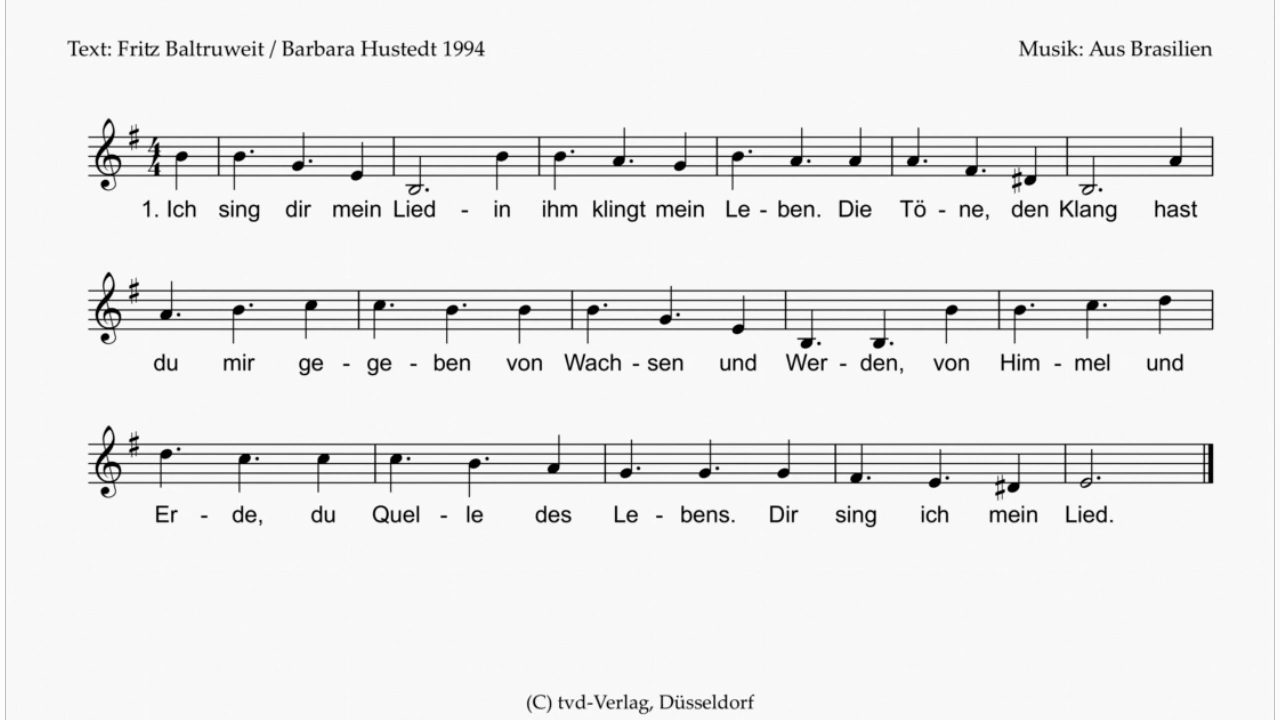 Text: Fritz Baltruweit / Barbara Hustedt 1994
Musik: Aus Brasilien
1. Ich sing dir mein Lied - in ihm klingt mein Le - ben. Die Tö - ne, den Klang hast
du mir ge - ge - ben von Wach - sen und Wer - den, von Him - mel und
Er - de, du Quel - le des Le - bens. Dir sing ich mein Lied.
(C) tvd-Verlag, Düsseldorf